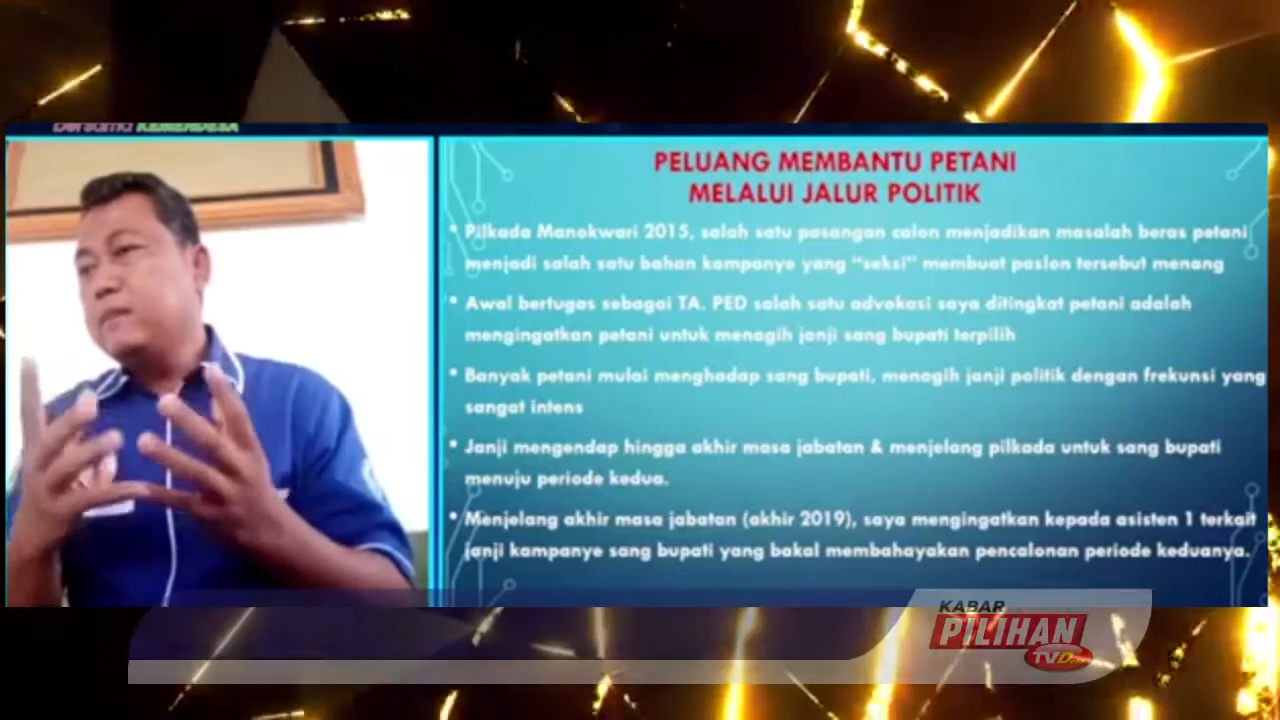 bersama KEMENDESA
PELUANG MEMBANTU PETANI
MELALUI JALUR POLITIK
• Pilkada Manokwari 2015, salah satu pasangan calon menjadikan masalah beras petani
menjadi salah satu bahan kampanye yang “seksi” membuat paslon tersebut menang
• Awal bertugas sebagai TA. PED salah satu advokasi saya ditingkat petani adalah
mengingatkan petani untuk menagih janji sang bupati terpilih
• Banyak petani mulai menghadap sang bupati, menagih janji politik dengan frekunsi yang
sangat intens
• Janji mengendap hingga akhir masa jabatan & menjelang pilkada untuk sang bupati
menuju periode kedua.
• Menjelang akhir masa jabatan (akhir 2019), saya mengingatkan kepada asisten 1 terkait
janji kampanye sang bupati yang bakal membahayakan pencalonan periode keduanya.
KABAR
PILIHAN
TVD